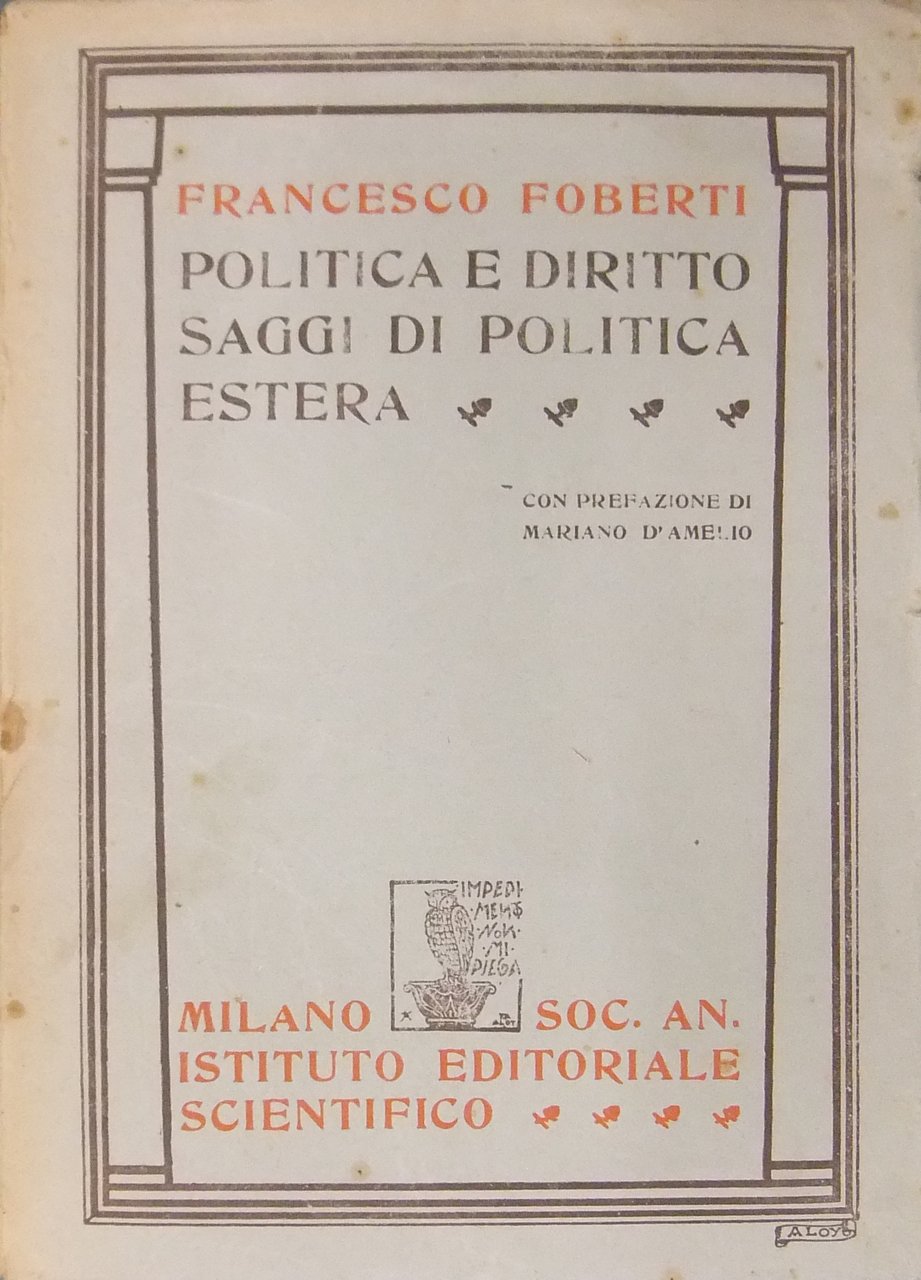 FRANCESCO FOBERTI
POLITICA E DIRITTO
SAGGI DI POLITICA
ESTERA
CON PREFAZIONE DI
MARIANO D'AMELIO
IMPEDI-
MENTO
·NON·
·MI·
PIEGA
ALOY
MILANO SOC. AN.
ISTITUTO EDITORIALE
SCIENTIFICO
ALOY